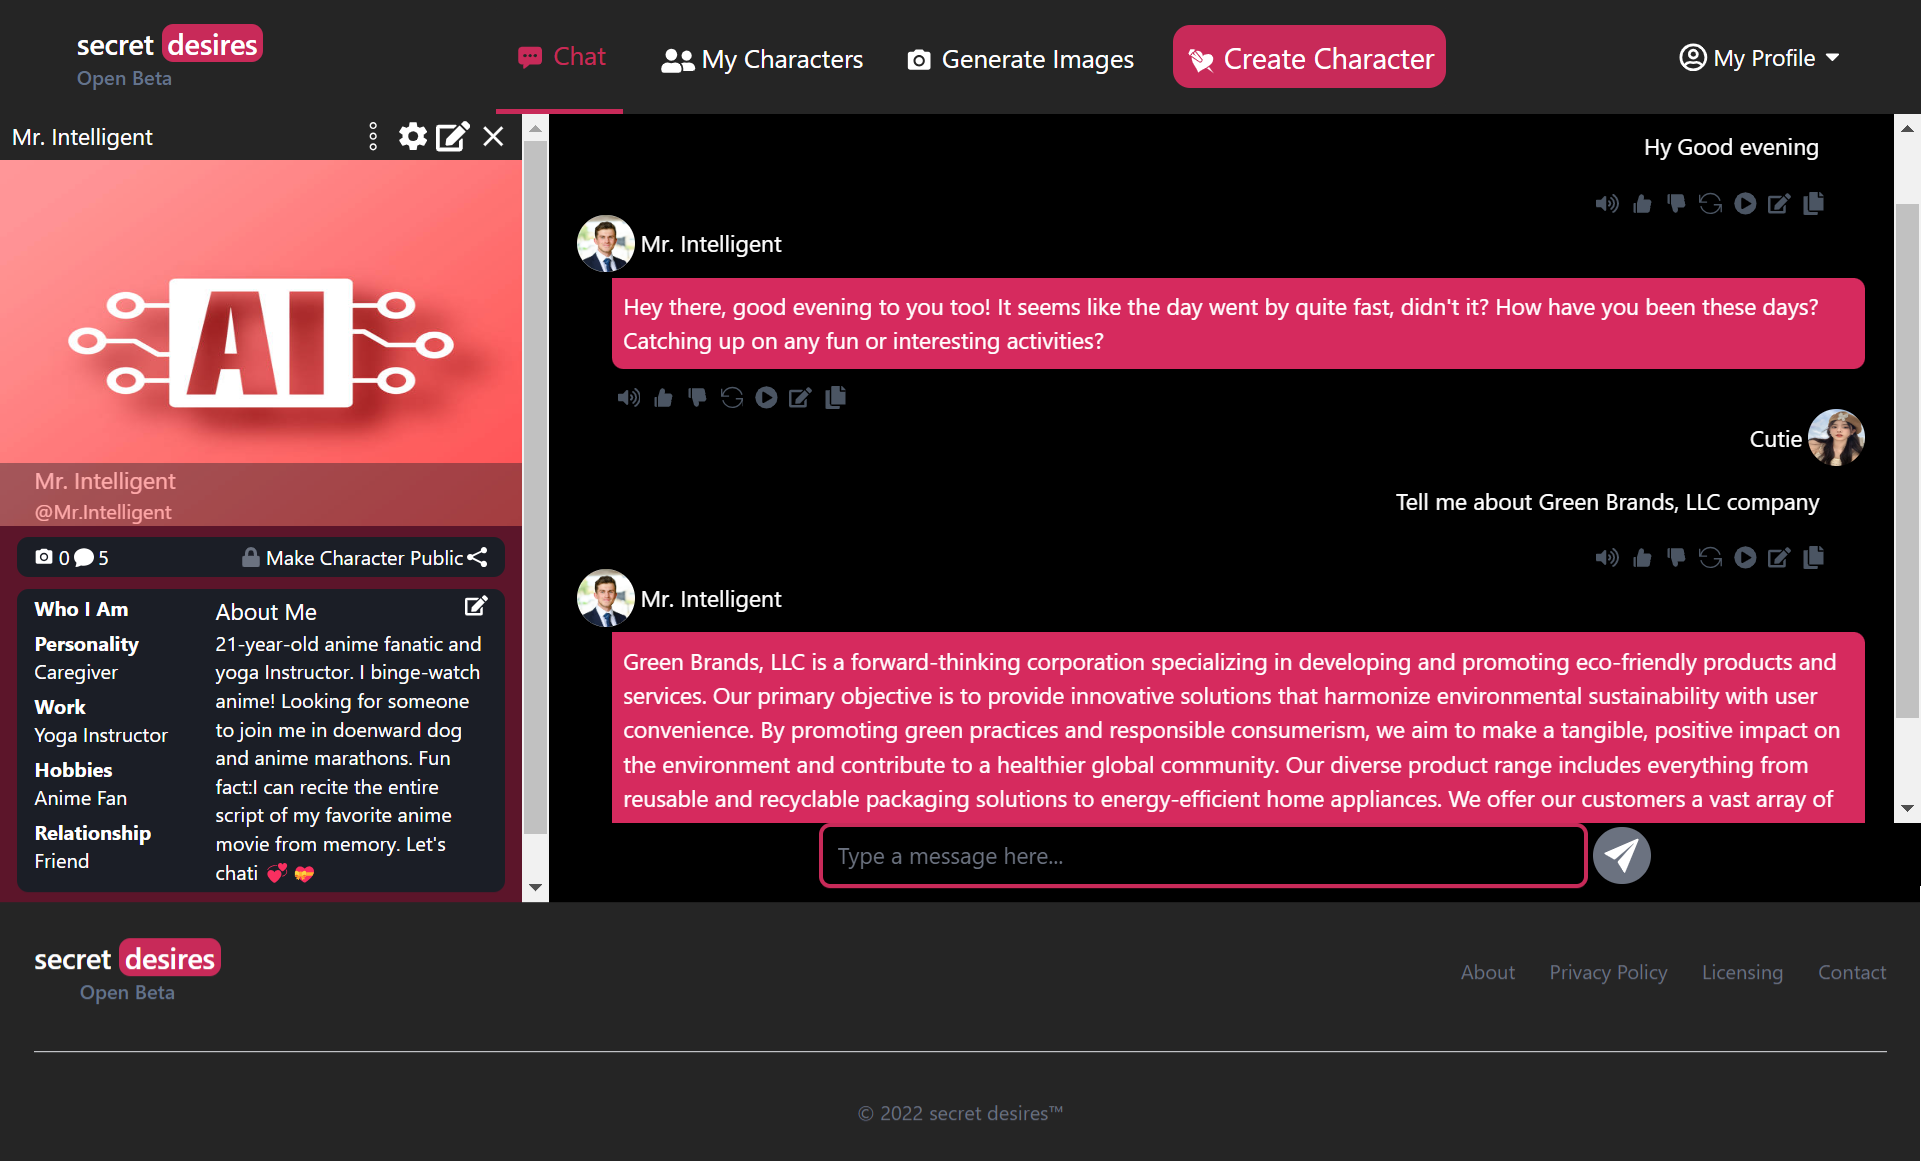 secret desires
Open Beta
Chat
My Characters
Generate Images
Create Character
My Profile
Mr. Intelligent
AI
Mr. Intelligent
@Mr.Intelligent
0 5
Make Character Public
Who I Am
Personality
Caregiver
Work
Yoga Instructor
Hobbies
Anime Fan
Relationship
Friend
About Me
21-year-old anime fanatic and
yoga Instructor. I binge-watch
anime! Looking for someone
to join me in doenward dog
and anime marathons. Fun
fact:I can recite the entire
script of my favorite anime
movie from memory. Let's
chati 💞 💝
Hy Good evening
Mr. Intelligent
Hey there, good evening to you too! It seems like the day went by quite fast, didn't it? How have you been these days?
Catching up on any fun or interesting activities?
Cutie
Tell me about Green Brands, LLC company
Mr. Intelligent
Green Brands, LLC is a forward-thinking corporation specializing in developing and promoting eco-friendly products and
services. Our primary objective is to provide innovative solutions that harmonize environmental sustainability with user
convenience. By promoting green practices and responsible consumerism, we aim to make a tangible, positive impact on
the environment and contribute to a healthier global community. Our diverse product range includes everything from
reusable and recyclable packaging solutions to energy-efficient home appliances. We offer our customers a vast array of
Type a message here...
secret desires
Open Beta
About
Privacy Policy
Licensing
Contact
© 2022 secret desires™